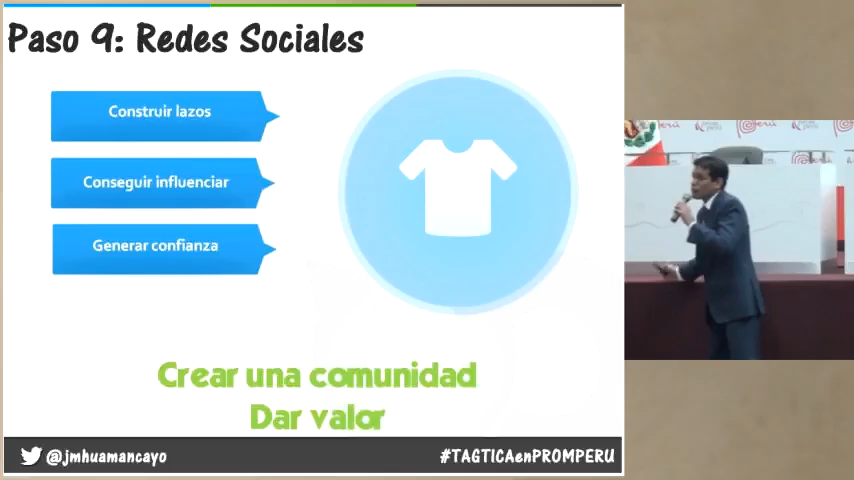 Paso 9: Redes Sociales
Construir lazos
Conseguir influenciar
Generar confianza
Crear una comunidad
Dar valor
@jmhuamancayo
#TAGTICAenPROMPERU